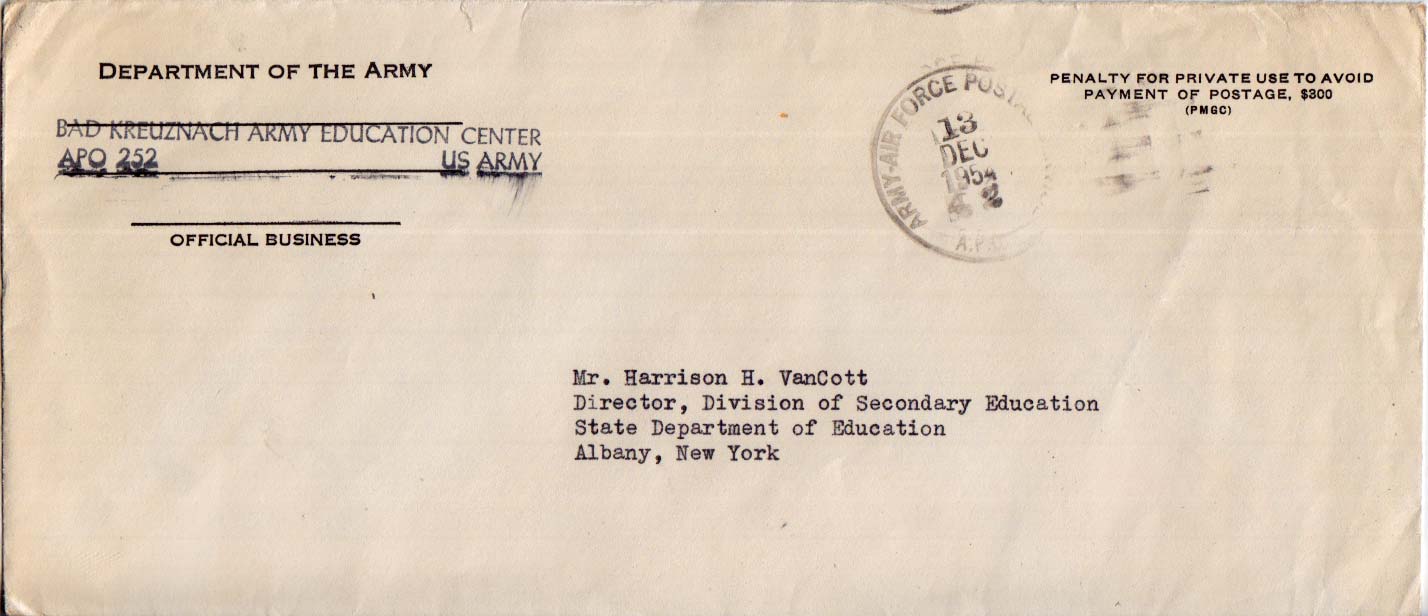 DEPARTMENT OF THE ARMY
BAD KREUZNACH ARMY EDUCATION CENTER
APO 252 US ARMY
OFFICIAL BUSINESS
ARMY-AIR FORCE POSTAL
13
DEC
1954
A.P.O.
PENALTY FOR PRIVATE USE TO AVOID
PAYMENT OF POSTAGE, $300
(PMGC)
Mr. Harrison H. VanCott
Director, Division of Secondary Education
State Department of Education
Albany, New York